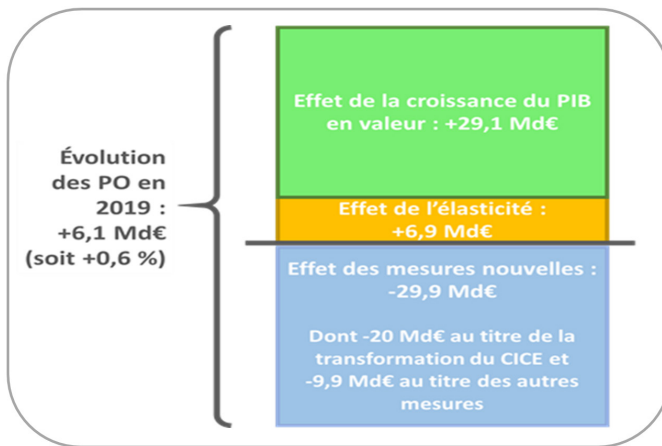 Évolution
des PO en
2019 :
+6,1 Md€
(soit +0,6 %)
Effet de la croissance du PIB
en valeur : +29,1 Md€
Effet de l'élasticité :
+6,9 Md€
Effet des mesures nouvelles :
-29,9 Md€
Dont -20 Md€ au titre de la
transformation du CICE et
-9,9 Md€ au titre des autres
mesures